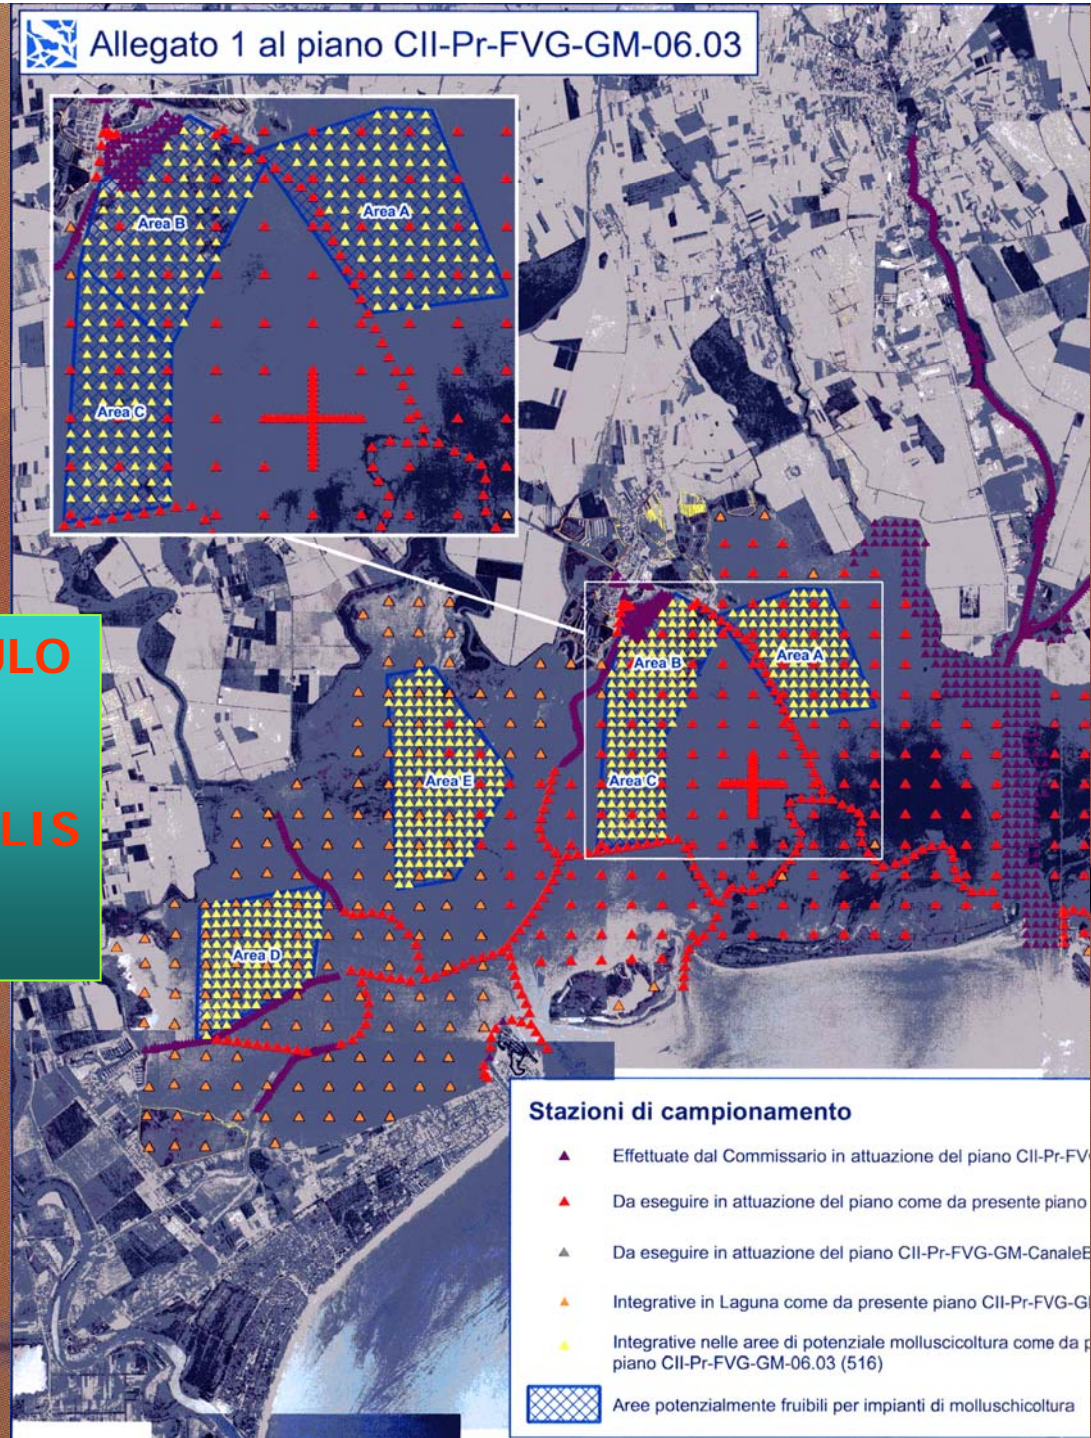 Allegato 1 al piano CII-Pr-FVG-GM-06.03
Area A
Area B
Area C
ULO
LIS
Area B
Area A
Area E
Area C
Area D
Stazioni di campionamento
Effettuate dal Commissario in attuazione del piano CII-Pr-FV
Da eseguire in attuazione del piano come da presente piano
Da eseguire in attuazione del piano CII-Pr-FVG-GM-CanaleB
Integrative in Laguna come da presente piano CII-Pr-FVG-G
Integrative nelle aree di potenziale molluscicoltura come da p
piano CII-Pr-FVG-GM-06.03 (516)
Aree potenzialmente fruibili per impianti di molluschicoltura